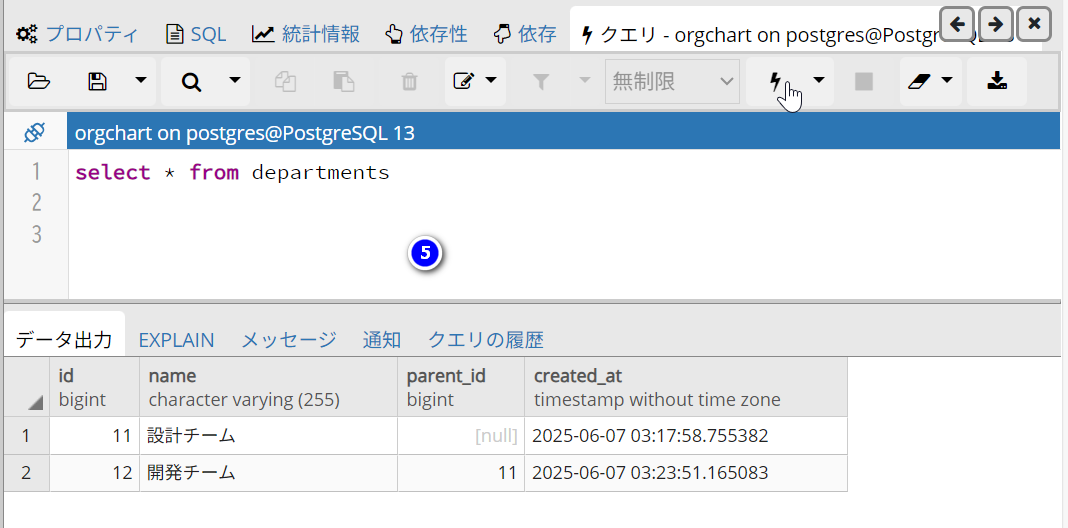 プロパティ SQL 統計情報 依存性 依存 クエリ - orgchart on postgres@Postgr
無制限
orgchart on postgres@PostgreSQL 13
1 select * from departments
2
3
5
データ出力 EXPLAIN メッセージ 通知 クエリの履歴
id name parent_id created_at
bigint character varying (255) bigint timestamp without time zone
1 11 設計チーム [null] 2025-06-07 03:17:58.755382
2 12 開発チーム 11 2025-06-07 03:23:51.165083